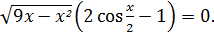 √(9x − x²) (2 cos x/2 − 1) = 0.